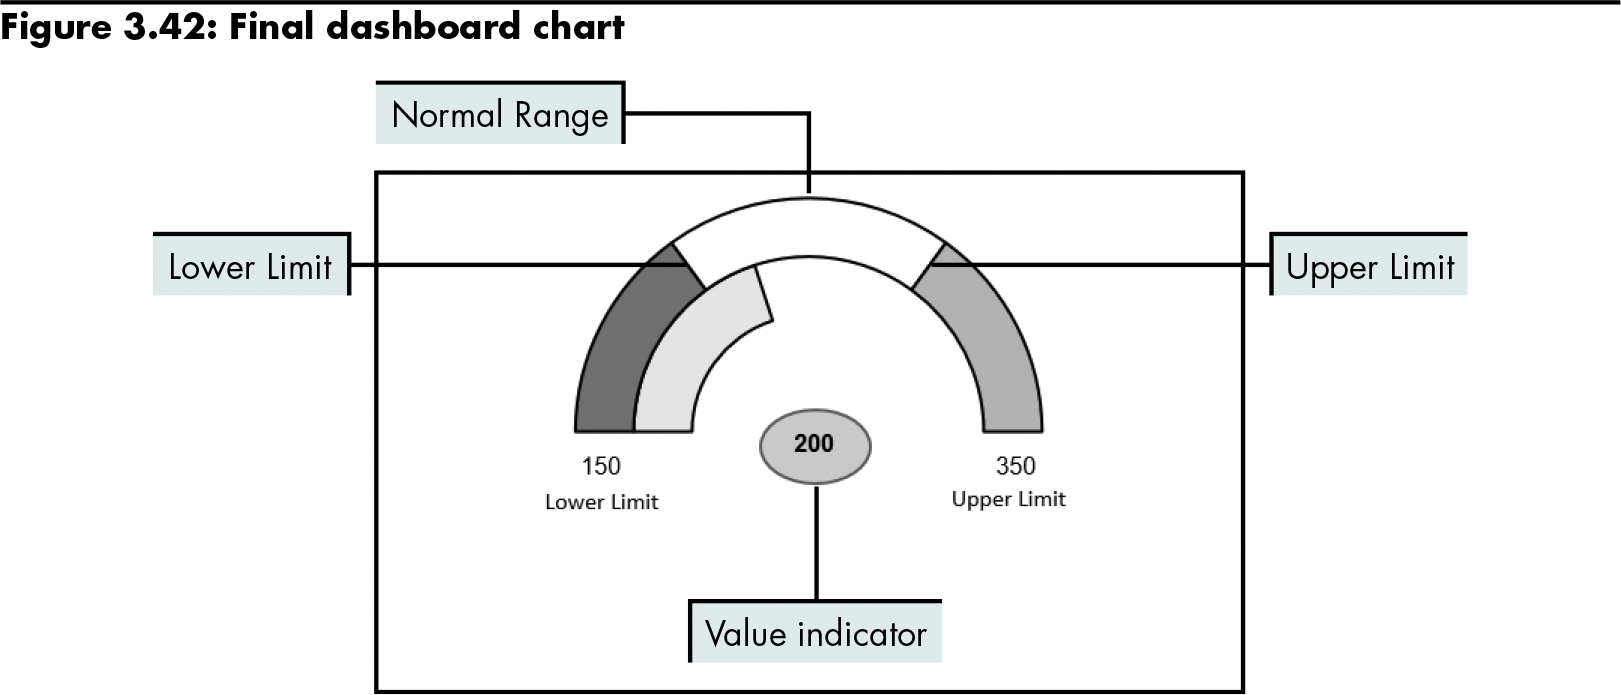 Figure 3.42: Final dashboard chart
Normal Range
Lower Limit
Upper Limit
200
150
350
Lower Limit
Upper Limit
Value indicator